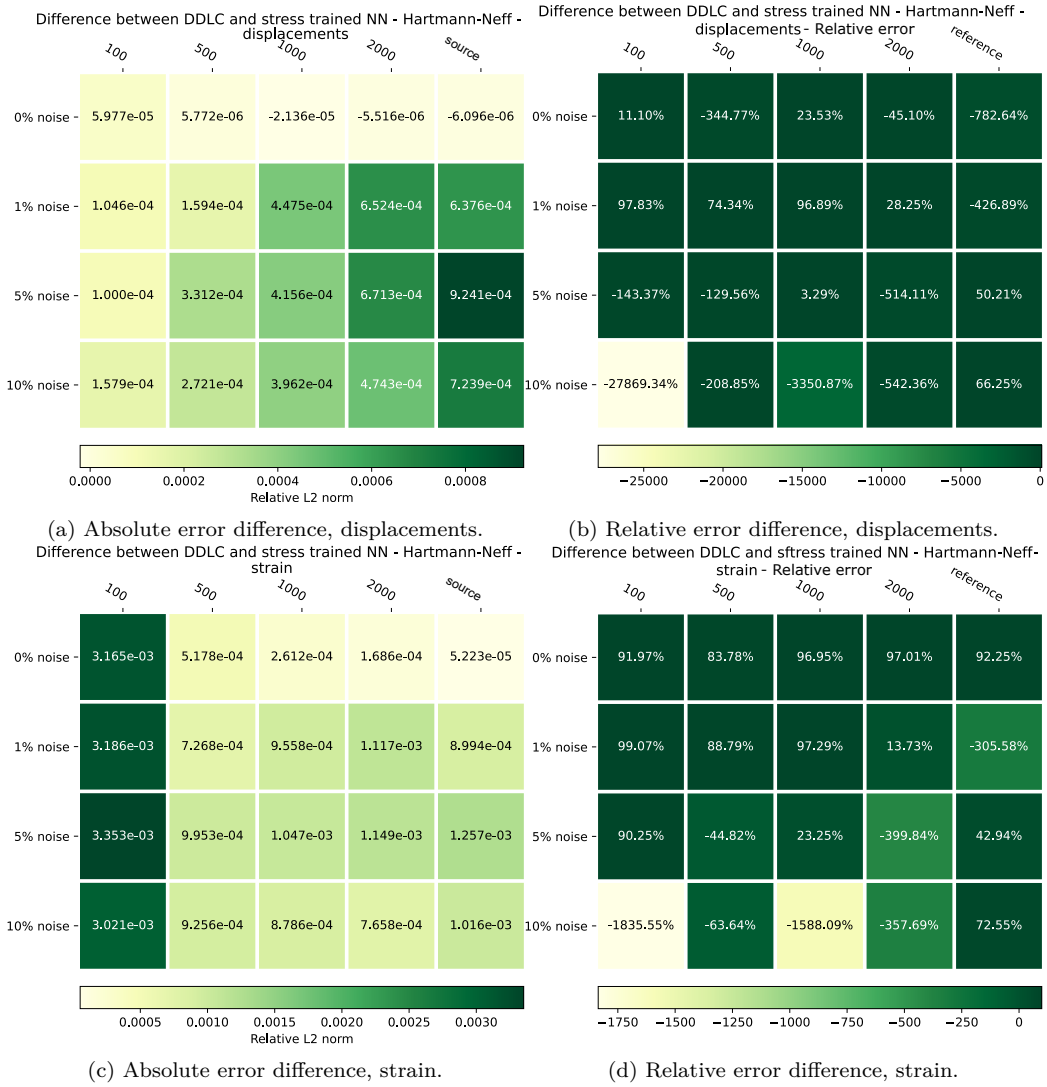 Difference between DDLC and stress trained NN - Hartmann-Neff -
displacements
100 500 1000 2000 source
0% noise 5.977e-05 5.772e-06 -2.136e-05 -5.516e-06 -6.096e-06
1% noise 1.046e-04 1.594e-04 4.475e-04 6.524e-04 6.376e-04
5% noise 1.000e-04 3.312e-04 4.156e-04 6.713e-04 9.241e-04
10% noise 1.579e-04 2.721e-04 3.962e-04 4.743e-04 7.239e-04
0.0000 0.0002 0.0004 0.0006 0.0008
Relative L2 norm
(a) Absolute error difference, displacements.
Difference between DDLC and stress trained NN - Hartmann-Neff -
displacements - Relative error
100 500 1000 2000 reference
0% noise 11.10% -344.77% 23.53% -45.10% -782.64%
1% noise 97.83% 74.34% 96.89% 28.25% -426.89%
5% noise -143.37% -129.56% 3.29% -514.11% 50.21%
10% noise -27869.34% -208.85% -3350.87% -542.36% 66.25%
−25000 −20000 −15000 −10000 −5000 0
(b) Relative error difference, displacements.
Difference between DDLC and stress trained NN - Hartmann-Neff -
strain
100 500 1000 2000 source
0% noise 3.165e-03 5.178e-04 2.612e-04 1.686e-04 5.223e-05
1% noise 3.186e-03 7.268e-04 9.558e-04 1.117e-03 8.994e-04
5% noise 3.353e-03 9.953e-04 1.047e-03 1.149e-03 1.257e-03
10% noise 3.021e-03 9.256e-04 8.786e-04 7.658e-04 1.016e-03
0.0005 0.0010 0.0015 0.0020 0.0025 0.0030
Relative L2 norm
(c) Absolute error difference, strain.
Difference between DDLC and sftress trained NN - Hartmann-Neff-
strain - Relative error
100 500 1000 2000 reference
0% noise 91.97% 83.78% 96.95% 97.01% 92.25%
1% noise 99.07% 88.79% 97.29% 13.73% -305.58%
5% noise 90.25% -44.82% 23.25% -399.84% 42.94%
10% noise -1835.55% -63.64% -1588.09% -357.69% 72.55%
−1750 −1500 −1250 −1000 −750 −500 −250 0
(d) Relative error difference, strain.